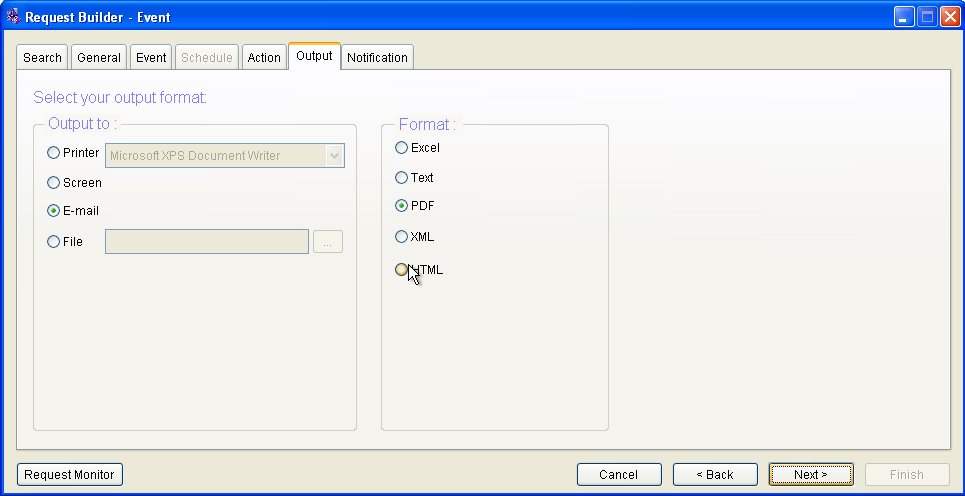 Request Builder - Event
Search General Event Schedule Action Output Notification
Select your output format:
Output to :
Printer Microsoft XPS Document Writer
Screen
E-mail
File ...
Format :
Excel
Text
PDF
XML
HTML
Request Monitor Cancel < Back Next > Finish